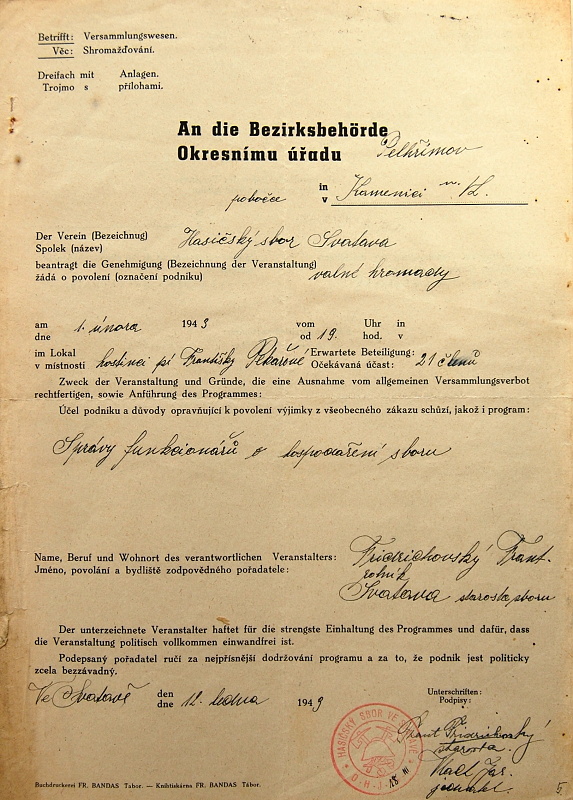 Betrifft: Versammlungswesen.
Věc: Shromažďování.
Dreifach mit Anlagen.
Trojmo s přílohami.
An die Bezirksbehörde
Okresnímu úřadu Pelhřimov
pobočce in
v Kamenici n./L.
Der Verein (Bezeichnug)
Spolek (název) Hasičský sbor Svatava
beantragt die Genehmigung (Bezeichnung der Veranstaltung)
žádá o povolení (označení podniku) valné hromady
am 1. února 1943 vom 19. Uhr in
dne od hod. v
im Lokal hostinci pí Františky Pekařové Erwartete Beteiligung: 21 členů
v místnosti Očekávaná účast:
Zweck der Veranstaltung und Gründe, die eine Ausnahme vom allgemeinen Versammlungsverbot
rechtfertigen, sowie Anführung des Programmes:
Účel podniku a důvody opravňující k povolení výjimky z všeobecného zákazu schůzí, jakož i program:
Správy funkcionářů o hospodaření sboru
Name, Beruf und Wohnort des verantwortlichen Veranstalters: Fridrichovský Frant.
Jméno, povolání a bydliště zodpovědného pořadatele: rolník
Svatava starosta sboru
Der unterzeichnete Veranstalter haftet für die strengste Einhaltung des Programmes und dafür, dass
die Veranstaltung politisch vollkommen einwandfrei ist.
Podepsaný pořadatel ručí za nejpřísnější dodržování programu a za to, že podnik jest politicky
zcela bezzávadný.
Ve Svatavě den 12. ledna 1943
dne
Unterschriften:
Podpisy:
HASIČSKÝ SBOR VE SVATAVĚ
Frant Fridrichovský
starosta.
Jar.
jednatel.
Buchdruckerei FR. BANDAS Tabor. — Knihtiskárna FR. BANDAS Tábor.
5